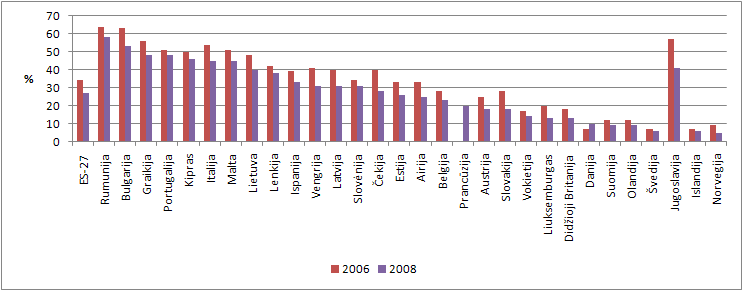 70
60
50
40
30
20
10
0
%
ES-27
Rumunija
Bulgarija
Graikija
Portugalija
Kipras
Italija
Malta
Lietuva
Lenkija
Ispanija
Vengrija
Latvija
Slovėnija
Čekija
Estija
Airija
Belgija
Prancūzija
Austrija
Slovakija
Vokietija
Liuksemburgas
Didžioji Britanija
Danija
Suomija
Olandija
Švedija
Jugoslavija
Islandija
Norvegija
2006 2008